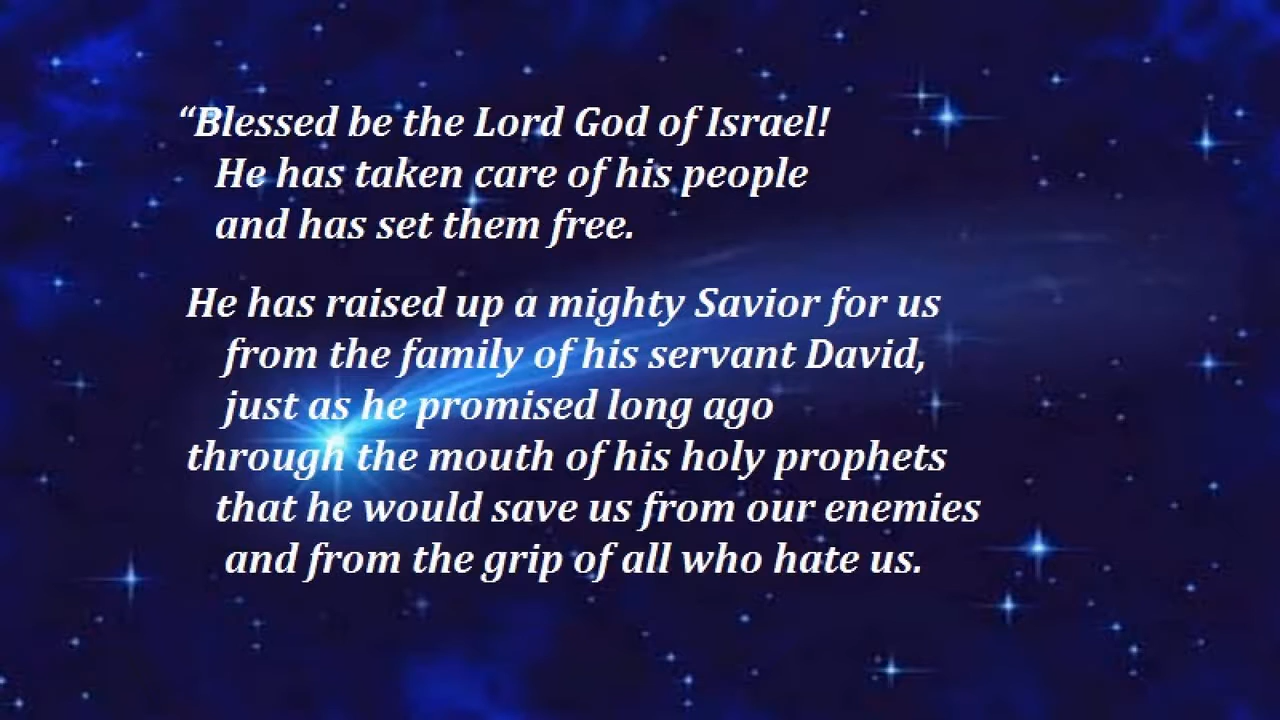 “Blessed be the Lord God of Israel!
He has taken care of his people
and has set them free.
He has raised up a mighty Savior for us
from the family of his servant David,
just as he promised long ago
through the mouth of his holy prophets
that he would save us from our enemies
and from the grip of all who hate us.